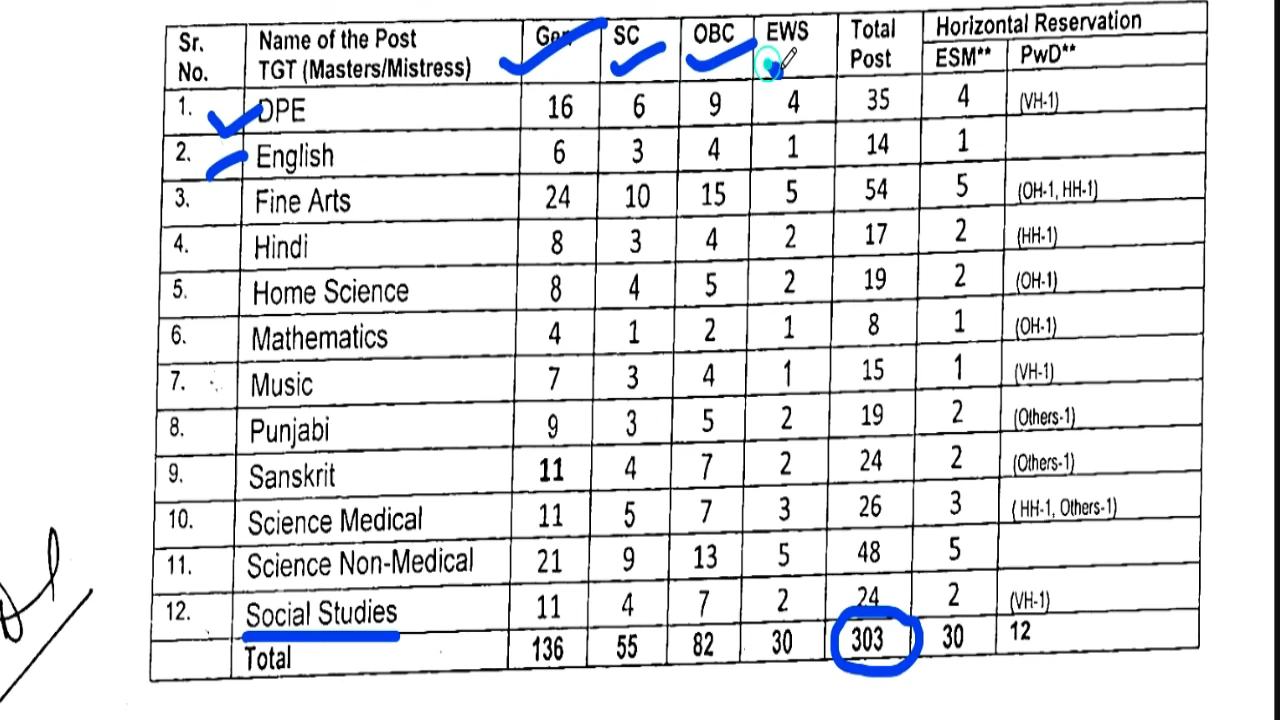 Sr. No. Name of the Post TGT (Masters/Mistress) Gen SC OBC EWS Total Post Horizontal Reservation
ESM** PwD**
1. DPE 16 6 9 4 35 4 (VH-1)
2. English 6 3 4 1 14 1
3. Fine Arts 24 10 15 5 54 5 (OH-1, HH-1)
4. Hindi 8 3 4 2 17 2 (HH-1)
5. Home Science 8 4 5 2 19 2 (OH-1)
6. Mathematics 4 1 2 1 8 1 (OH-1)
7. Music 7 3 4 1 15 1 (VH-1)
8. Punjabi 9 3 5 2 19 2 (Others-1)
9. Sanskrit 11 4 7 2 24 2 (Others-1)
10. Science Medical 11 5 7 3 26 3 ( HH-1, Others-1)
11. Science Non-Medical 21 9 13 5 48 5
12. Social Studies 11 4 7 2 24 2 (VH-1)
Total 136 55 82 30 303 30 12